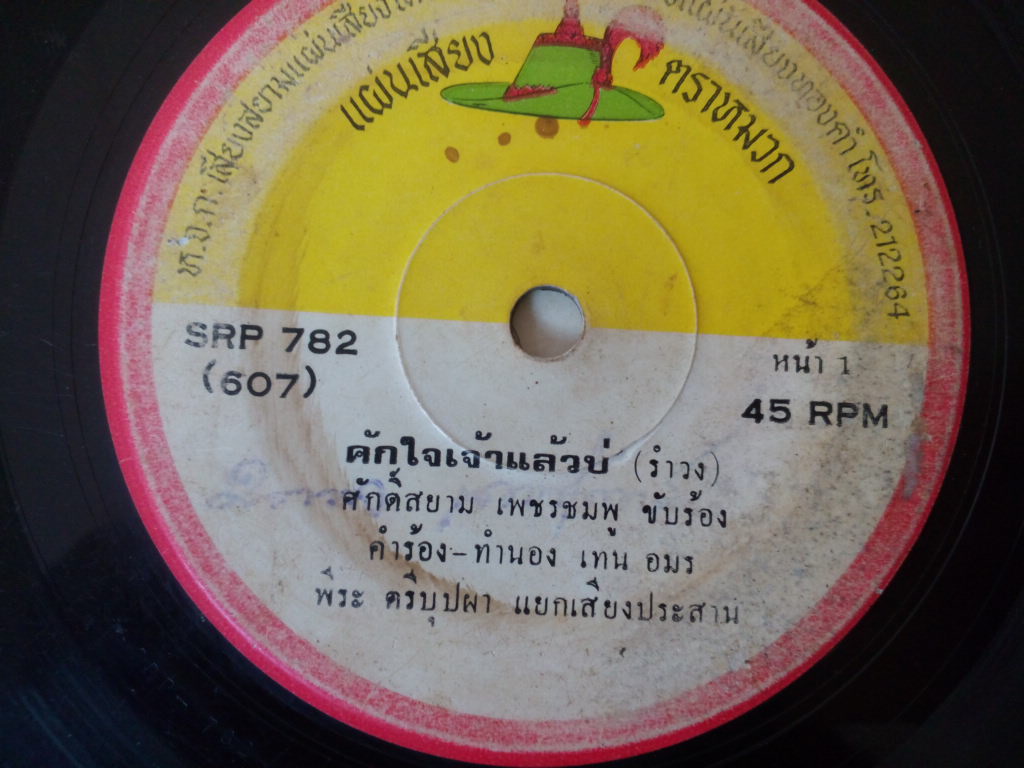 ห.จ.ก.เสียงสยามแผ่นเสียง
แผ่นเสียงทองคำ โทร.212264
แผ่นเสียง
ตราหมวก
SRP 782
(607)
หน้า 1
45 RPM
คักใจเจ้าแล้วบ่ (รำวง)
ศักดิ์สยาม เพชรชมพู ขับร้อง
คำร้อง-ทำนอง เทน อมร
พีระ ตรีบุปผา แยกเสียงประสาน